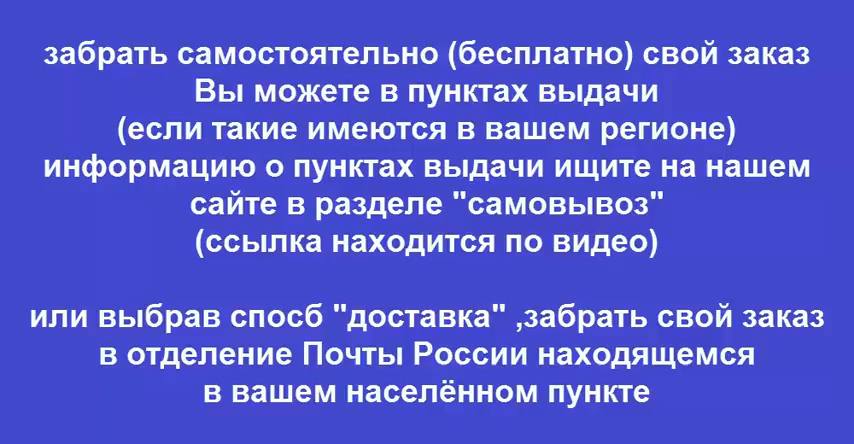 забрать самостоятельно (бесплатно) свой заказ
Вы можете в пунктах выдачи
(если такие имеются в вашем регионе)
информацию о пунктах выдачи ищите на нашем
сайте в разделе "самовывоз"
(ссылка находится по видео)
или выбрав спосб "доставка" ,забрать свой заказ
в отделение Почты России находящемся
в вашем населённом пункте